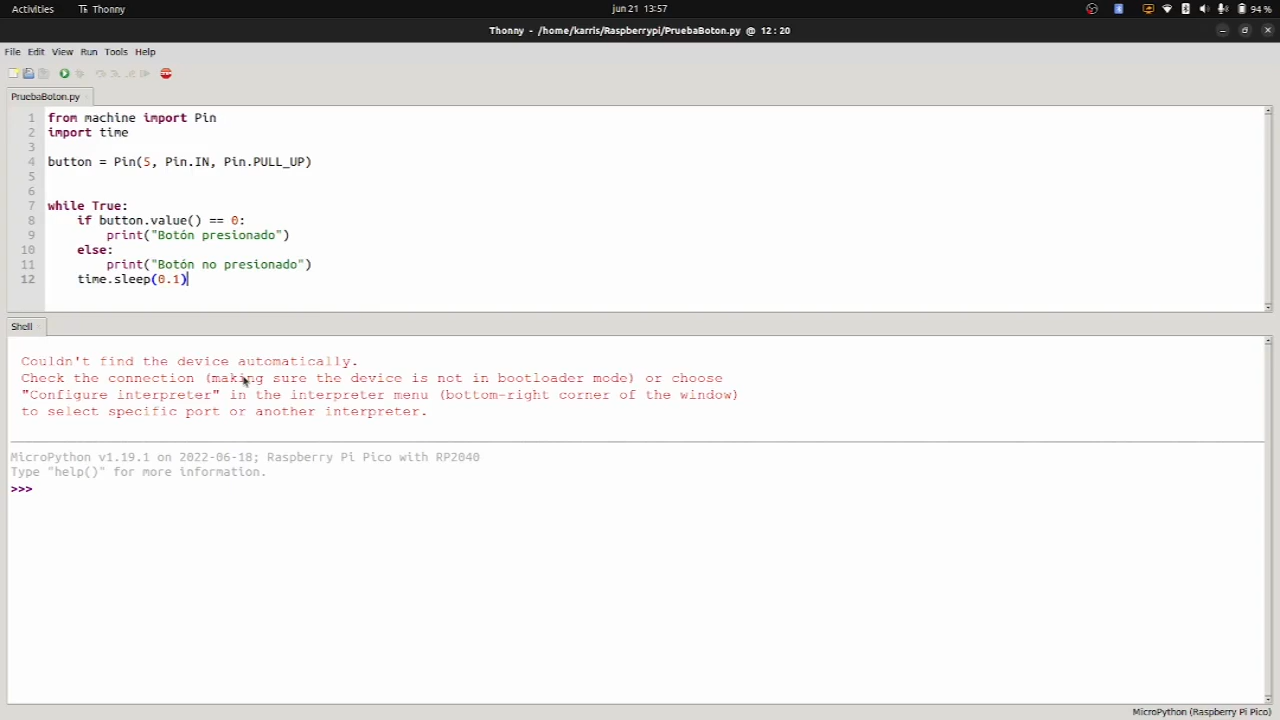 Activities Thonny jun 21 13:57 94 %
Thonny - /home/karris/Raspberrypi/PruebaBoton.py @ 12 : 20
File Edit View Run Tools Help
PruebaBoton.py
1 from machine import Pin
2 import time
3
4 button = Pin(5, Pin.IN, Pin.PULL_UP)
5
6
7 while True:
8     if button.value() == 0:
9         print("Botón presionado")
10     else:
11         print("Botón no presionado")
12     time.sleep(0.1)
Shell
Couldn't find the device automatically.
Check the connection (making sure the device is not in bootloader mode) or choose
"Configure interpreter" in the interpreter menu (bottom-right corner of the window)
to select specific port or another interpreter.
MicroPython v1.19.1 on 2022-06-18; Raspberry Pi Pico with RP2040
Type "help()" for more information.
>>>
MicroPython (Raspberry Pi Pico)